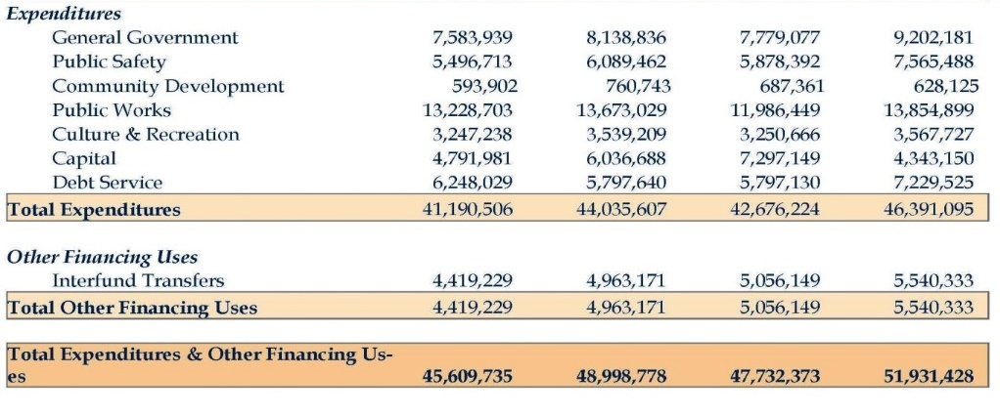 Expenditures
General Government 7,583,939 8,138,836 7,779,077 9,202,181
Public Safety 5,496,713 6,089,462 5,878,392 7,565,488
Community Development 593,902 760,743 687,361 628,125
Public Works 13,228,703 13,673,029 11,986,449 13,854,899
Culture & Recreation 3,247,238 3,539,209 3,250,666 3,567,727
Capital 4,791,981 6,036,688 7,297,149 4,343,150
Debt Service 6,248,029 5,797,640 5,797,130 7,229,525
Total Expenditures 41,190,506 44,035,607 42,676,224 46,391,095
Other Financing Uses
Interfund Transfers 4,419,229 4,963,171 5,056,149 5,540,333
Total Other Financing Uses 4,419,229 4,963,171 5,056,149 5,540,333
Total Expenditures & Other Financing Us-
es 45,609,735 48,998,778 47,732,373 51,931,428